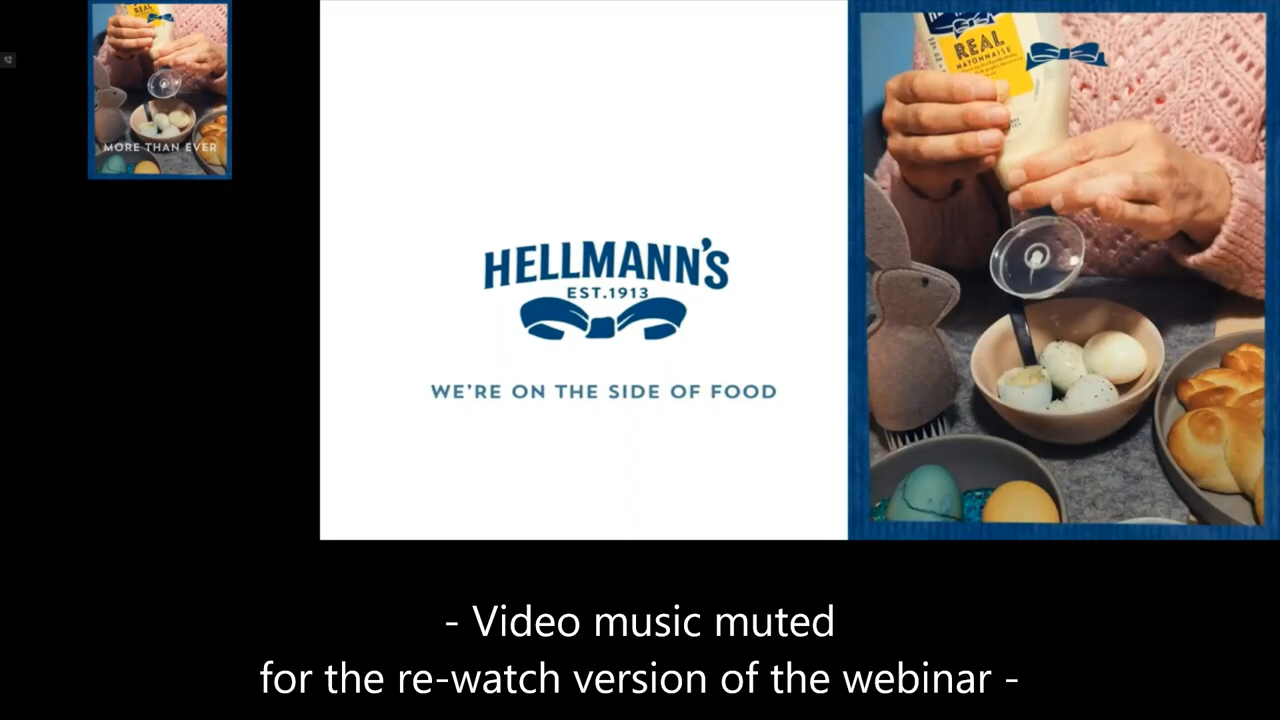 MORE THAN EVER
HELLMANN'S
EST.1913
WE'RE ON THE SIDE OF FOOD
REAL
MAYONNAISE
- Video music muted
for the re-watch version of the webinar -